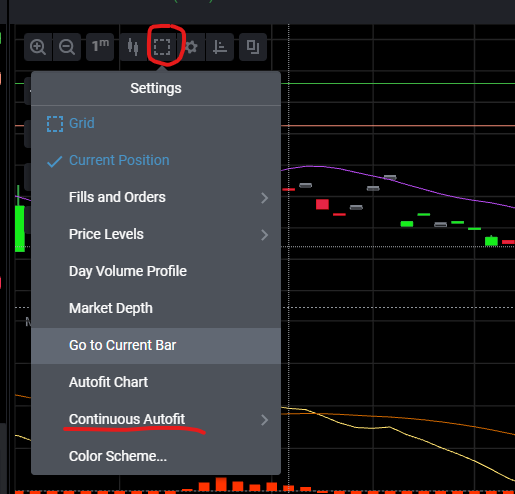 1m
Settings
Grid
Current Position
Fills and Orders
Price Levels
Day Volume Profile
Market Depth
Go to Current Bar
Autofit Chart
Continuous Autofit
Color Scheme...